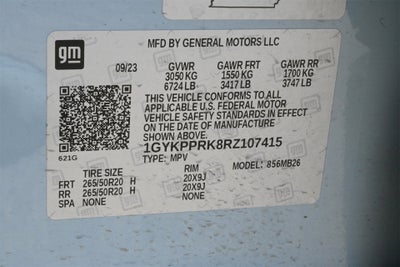 gm
MFD BY GENERAL MOTORS LLC
09/23 GVWR GAWR FRT GAWR RR
3050 KG 1550 KG 1700 KG
6724 LB 3417 LB 3747 LB
THIS VEHICLE CONFORMS TO ALL
APPLICABLE U.S. FEDERAL MOTOR
VEHICLE SAFETY STANDARDS IN EFFECT
ON THE DATE OF MANUFACTURE
SHOWN ABOVE.
621G
1GYKPPRK8RZ107415
TYPE: MPV MODEL: 856MB26
TIRE SIZE RIM
FRT 265/50R20 H 20X9J
RR 265/50R20 H 20X9J
SPA NONE NONE